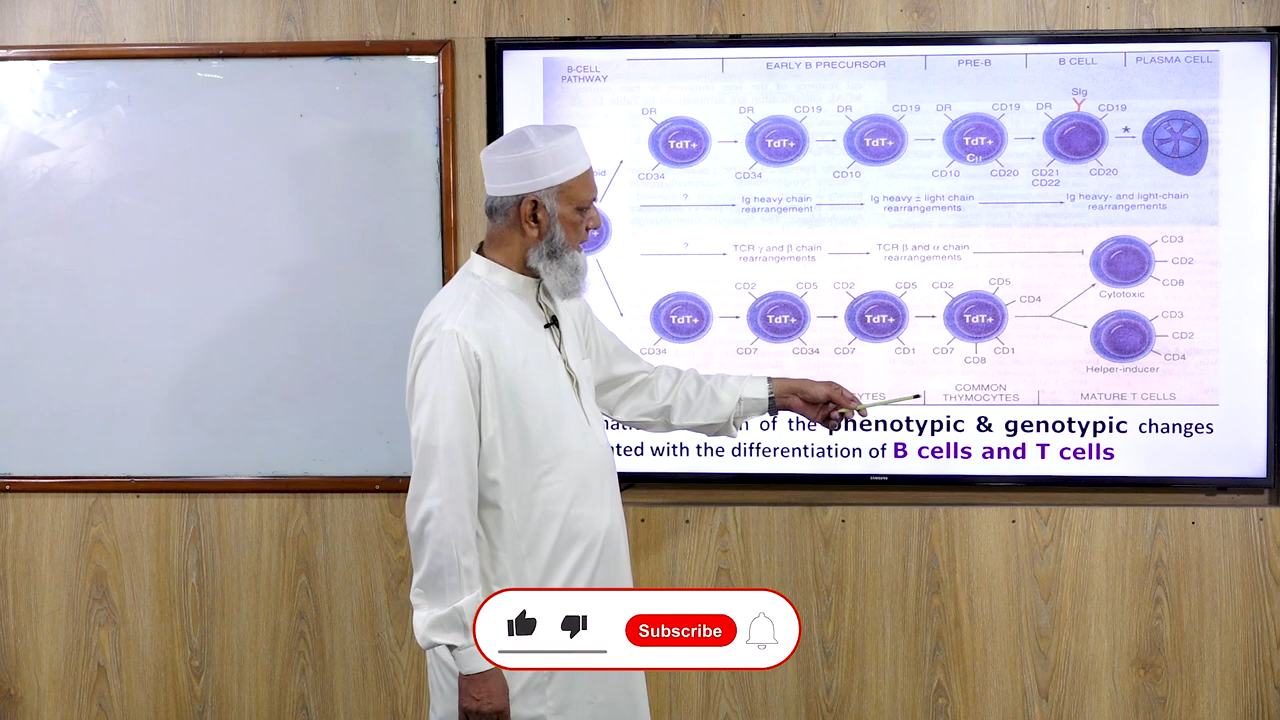 B-CELL
PATHWAY
EARLY B PRECURSOR
PRE-B
B CELL
PLASMA CELL
SIg
DR
DR CD19
DR CD19
DR CD19
DR CD19
TdT+
TdT+
TdT+
TdT+
*
CD34
CD34
CD10
CD10 CD20
CD21 CD20
CD22
?
Ig heavy chain
rearrangement
Ig heavy ± light chain
rearrangements
Ig heavy- and light-chain
rearrangements
+
?
TCR γ and β chain
rearrangements
TCR β and α chain
rearrangements
CD3
CD2
CD8
Cytotoxic
CD2 CD5
CD2 CD5
CD2 CD5
CD4
TdT+
TdT+
TdT+
TdT+
CD34
CD7 CD34
CD7 CD1
CD7 CD1
CD8
CD3
CD2
CD4
Helper-inducer
COMMON
THYMOCYTES
MATURE T CELLS
of the phenotypic & genotypic changes
with the differentiation of B cells and T cells
SAMSUNG
Subscribe